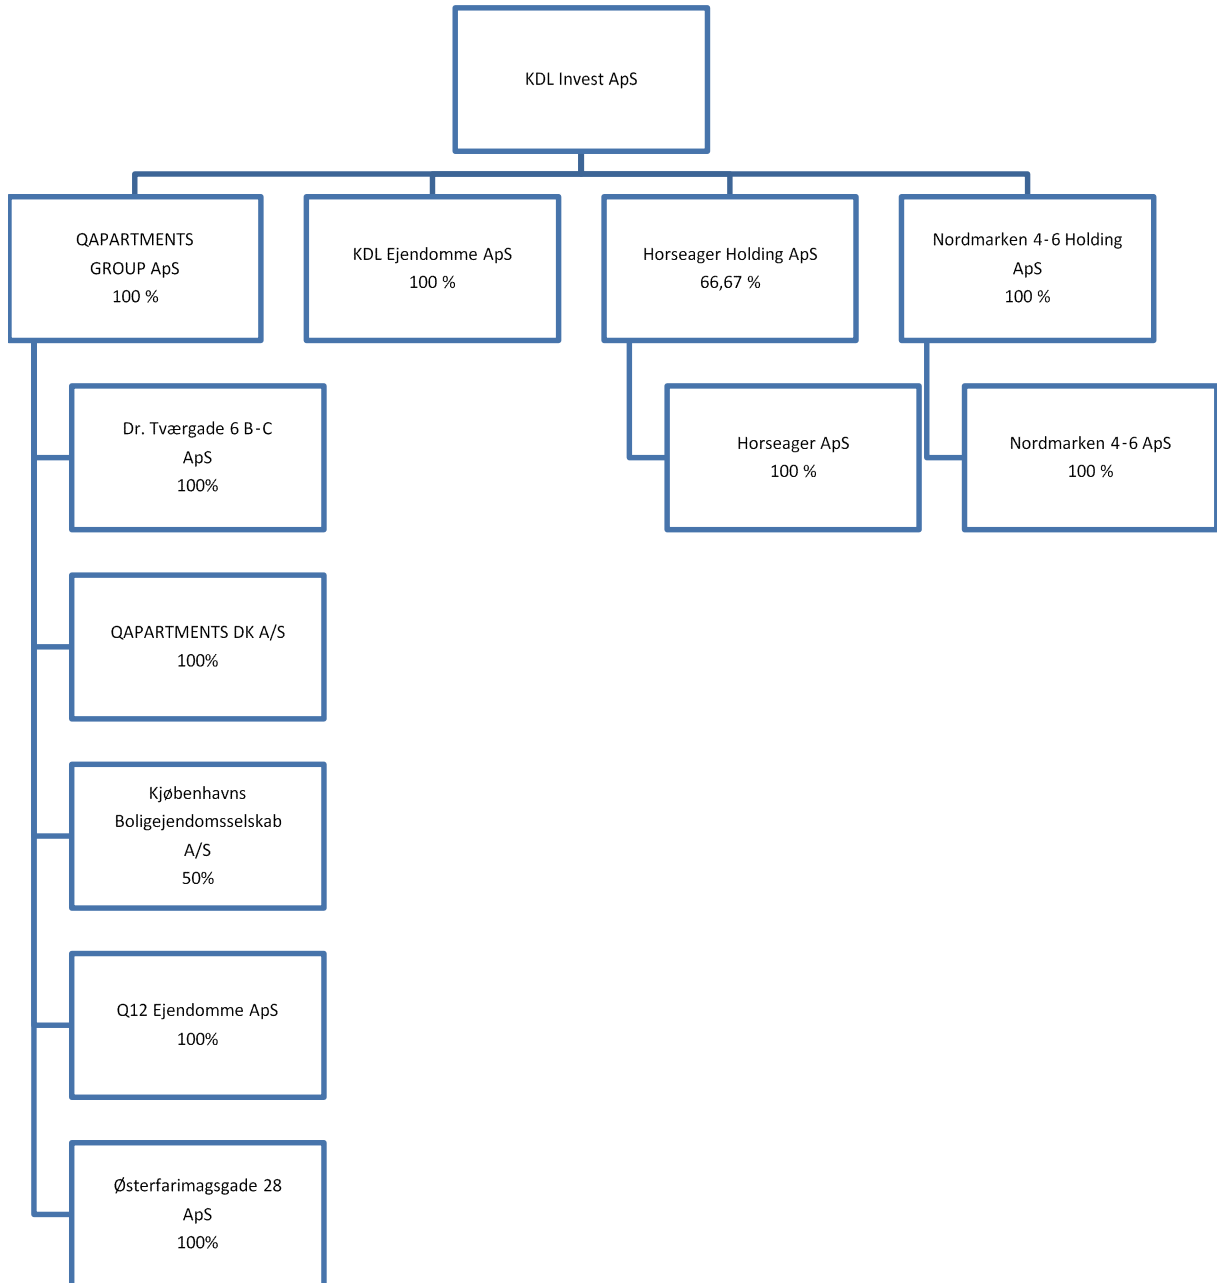 KDL Invest ApS
QAPARTMENTS
GROUP ApS
100 %
KDL Ejendomme ApS
100 %
Horseager Holding ApS
66,67 %
Nordmarken 4-6 Holding
ApS
100 %
Dr. Tværgade 6 B-C
ApS
100%
Horseager ApS
100 %
Nordmarken 4-6 ApS
100 %
QAPARTMENTS DK A/S
100%
Kjøbenhavns
Boligejendomsselskab
A/S
50%
Q12 Ejendomme ApS
100%
Østerfarimagsgade 28
ApS
100%